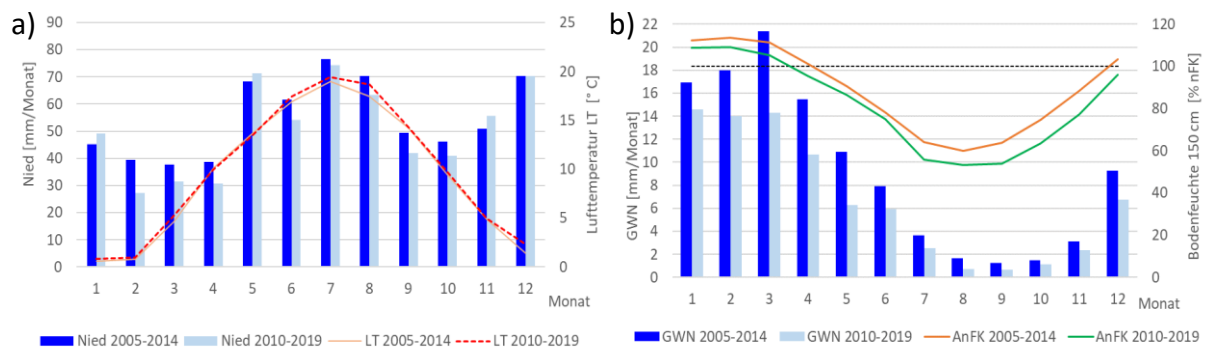 a)
Nied [mm/Monat]
90
80
70
60
50
40
30
20
10
0
25
20
15
10
5
0
Lufttemperatur LT [° C]
1 2 3 4 5 6 7 8 9 10 11 12
Monat
Nied 2005-2014 Nied 2010-2019 LT 2005-2014 LT 2010-2019
b)
GWN [mm/Monat]
22
20
18
16
14
12
10
8
6
4
2
0
120
100
80
60
40
20
0
Bodenfeuchte 150 cm [% nFK]
1 2 3 4 5 6 7 8 9 10 11 12
Monat
GWN 2005-2014 GWN 2010-2019 AnFK 2005-2014 AnFK 2010-2019